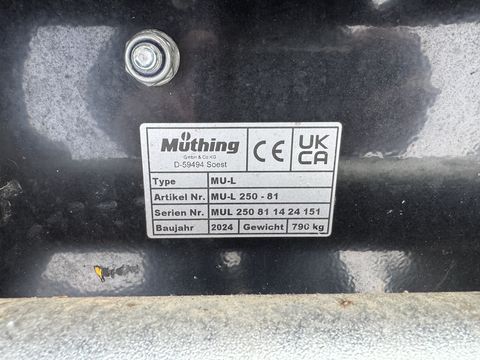 Müthing
GmbH & Co.KG
D-59494 Soest
CE
UK
CA
Type MU-L
Artikel Nr. MU-L 250 - 81
Serien Nr. MUL 250 81 14 24 151
Baujahr 2024 Gewicht 790 kg